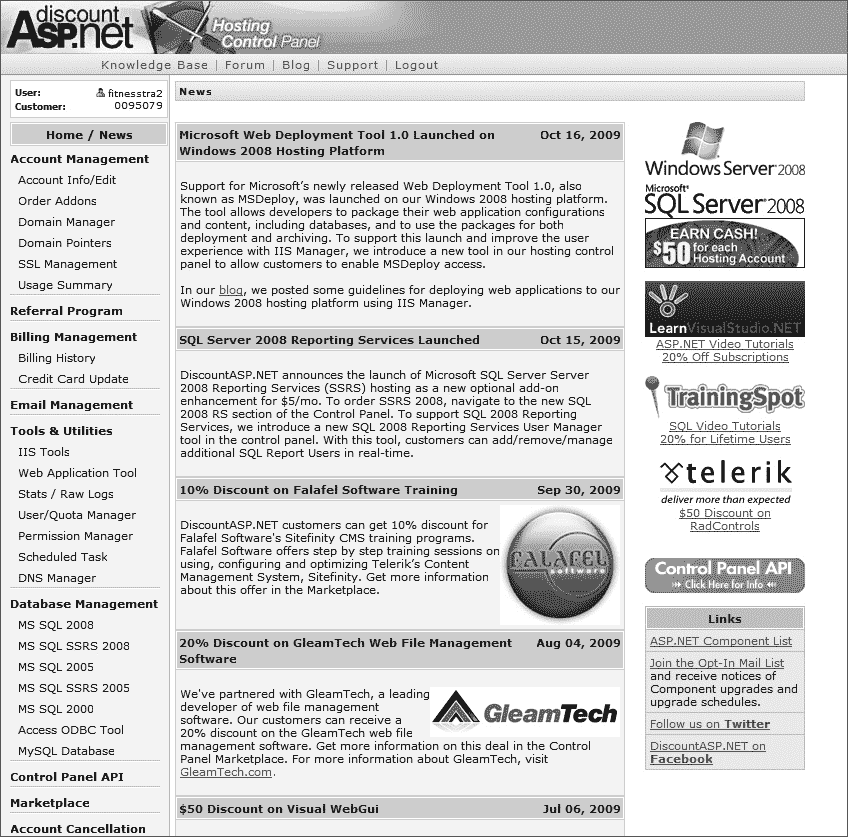 discount
ASP.net
Hosting
Control Panel
Knowledge Base | Forum | Blog | Support | Logout
User: fitnesstra2
Customer: 0095079
Home / News
Account Management
Account Info/Edit
Order Addons
Domain Manager
Domain Pointers
SSL Management
Usage Summary
Referral Program
Billing Management
Billing History
Credit Card Update
Email Management
Tools & Utilities
IIS Tools
Web Application Tool
Stats / Raw Logs
User/Quota Manager
Permission Manager
Scheduled Task
DNS Manager
Database Management
MS SQL 2008
MS SQL SSRS 2008
MS SQL 2005
MS SQL SSRS 2005
MS SQL 2000
Access ODBC Tool
MySQL Database
Control Panel API
Marketplace
Account Cancellation
News
Microsoft Web Deployment Tool 1.0 Launched on Oct 16, 2009
Windows 2008 Hosting Platform
Support for Microsoft's newly released Web Deployment Tool 1.0, also
known as MSDeploy, was launched on our Windows 2008 hosting platform.
The tool allows developers to package their web application configurations
and content, including databases, and to use the packages for both
deployment and archiving. To support this launch and improve the user
experience with IIS Manager, we introduce a new tool in our hosting control
panel to allow customers to enable MSDeploy access.
In our blog, we posted some guidelines for deploying web applications to our
Windows 2008 hosting platform using IIS Manager.
SQL Server 2008 Reporting Services Launched Oct 15, 2009
DiscountASP.NET announces the launch of Microsoft SQL Server Server
2008 Reporting Services (SSRS) hosting as a new optional add-on
enhancement for $5/mo. To order SSRS 2008, navigate to the new SQL
2008 RS section of the Control Panel. To support SQL 2008 Reporting
Services, we introduce a new SQL 2008 Reporting Services User Manager
tool in the control panel. With this tool, customers can add/remove/manage
additional SQL Report Users in real-time.
10% Discount on Falafel Software Training Sep 30, 2009
DiscountASP.NET customers can get 10% discount for
Falafel Software's Sitefinity CMS training programs.
Falafel Software offers step by step training sessions on
using, configuring and optimizing Telerik's Content
Management System, Sitefinity. Get more information
about this offer in the Marketplace.
FALAFEL
software
20% Discount on GleamTech Web File Management Aug 04, 2009
Software
We've partnered with GleamTech, a leading
developer of web file management
software. Our customers can receive a
20% discount on the GleamTech web file
management software. Get more information on this deal in the Control
Panel Marketplace. For more information about GleamTech, visit
GleamTech.com.
GleamTech
$50 Discount on Visual WebGui Jul 06, 2009
Windows Server 2008
Microsoft®
SQL Server 2008
EARN CASH!
$50 for each
Hosting Account
LearnVisualStudio.NET
ASP.NET Video Tutorials
20% Off Subscriptions
TrainingSpot
SQL Video Tutorials
20% for Lifetime Users
telerik
deliver more than expected
$50 Discount on
RadControls
Control Panel API
Click Here for Info
Links
ASP.NET Component List
Join the Opt-In Mail List
and receive notices of
Component upgrades and
upgrade schedules.
Follow us on Twitter
DiscountASP.NET on
Facebook